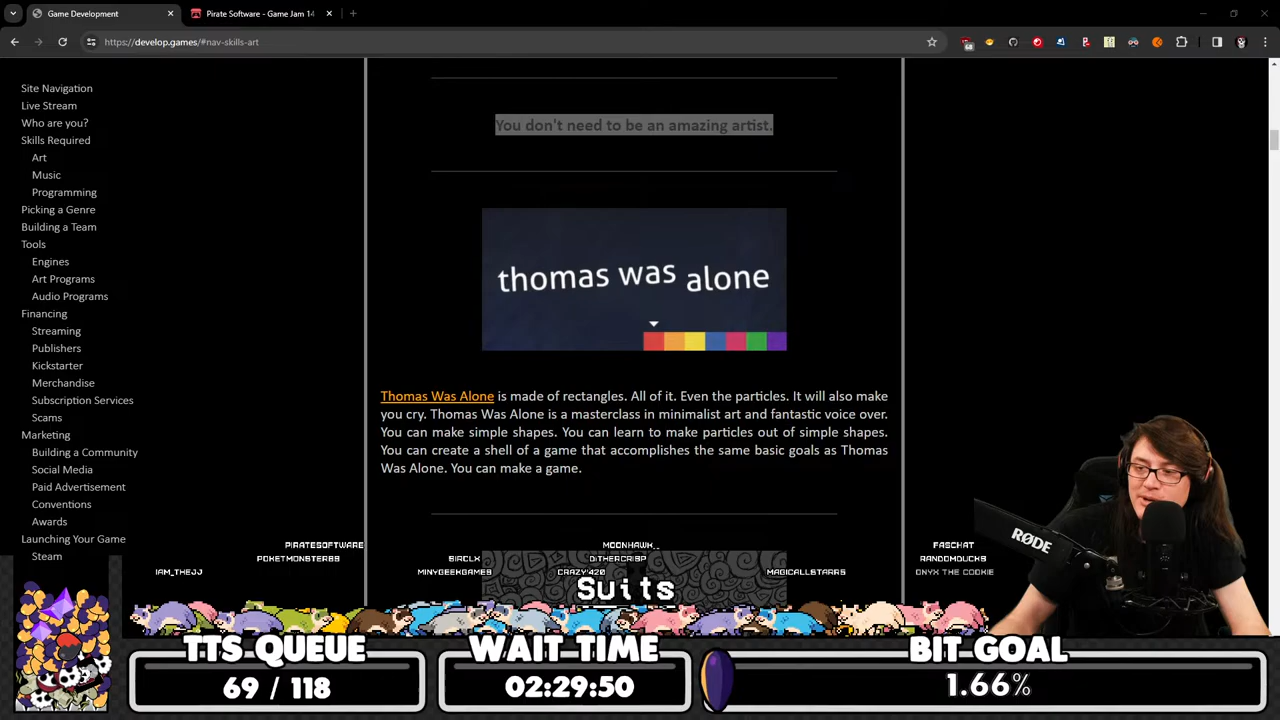 Game Development
Pirate Software - Game Jam 14
https://develop.games/#nav-skills-art
Site Navigation
Live Stream
Who are you?
Skills Required
Art
Music
Programming
Picking a Genre
Building a Team
Tools
Engines
Art Programs
Audio Programs
Financing
Streaming
Publishers
Kickstarter
Merchandise
Subscription Services
Scams
Marketing
Building a Community
Social Media
Paid Advertisement
Conventions
Awards
Launching Your Game
Steam
You don't need to be an amazing artist.
thomas was alone
Thomas Was Alone is made of rectangles. All of it. Even the particles. It will also make
you cry. Thomas Was Alone is a masterclass in minimalist art and fantastic voice over.
You can make simple shapes. You can learn to make particles out of simple shapes.
You can create a shell of a game that accomplishes the same basic goals as Thomas
Was Alone. You can make a game.
RØDE
PIRATESOFTWARE
MOONHAWK_
FASCHAT
POKETMONSTERBS
SIRCLX
DITHERCRISP
RANDOMDUCKS
IAM_THEJJ
MINYGEEKGAMES
CRAZY420
MAGICALLSTARRS
ONYX THE COOKIE
Suits
TTS QUEUE
69 / 118
WAIT TIME
02:29:50
BIT GOAL
1.66%